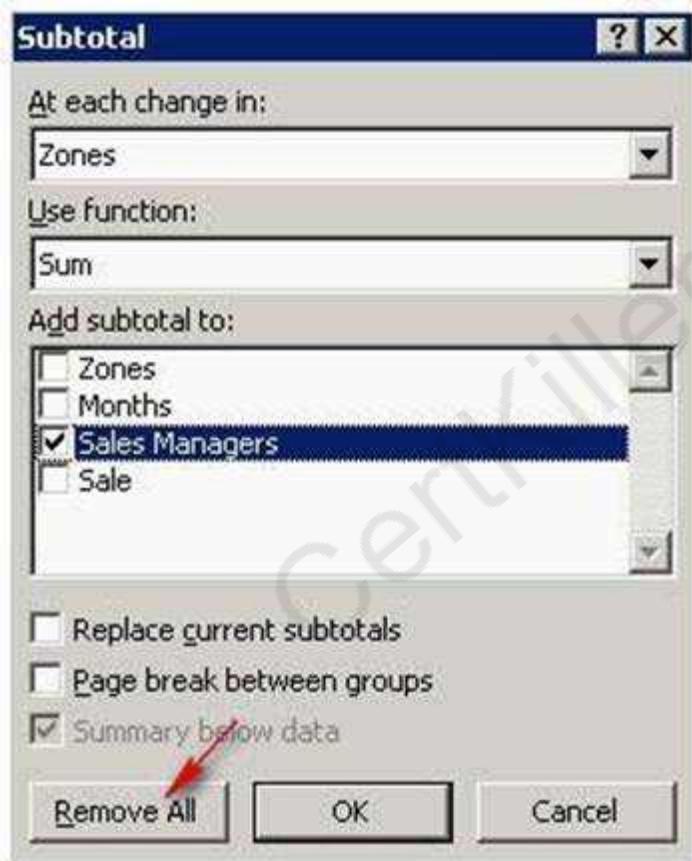 Subtotal
At each change in:
Zones
Use function:
Sum
Add subtotal to:
Zones
Months
Sales Managers
Sale
Replace current subtotals
Page break between groups
Summary below data
Remove All OK Cancel
CertKiller